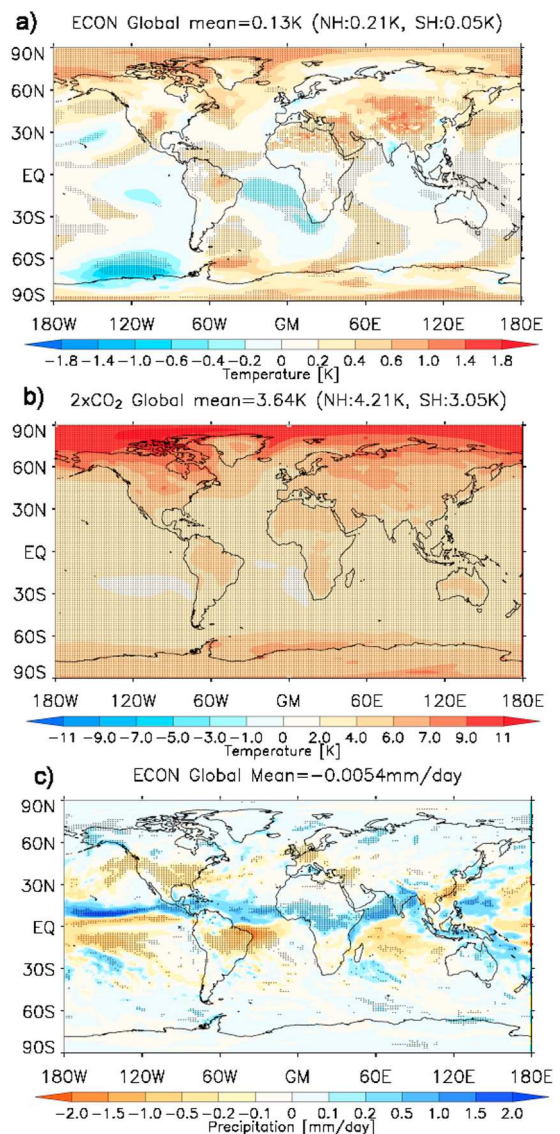 a) ECON Global mean=0.13K (NH:0.21K, SH:0.05K)
90N
60N
30N
EQ
30S
60S
90S
180W 120W 60W GM 60E 120E 180E
-1.8 -1.4 -1.0 -0.6 -0.4 -0.2 0 0.2 0.4 0.6 1.0 1.4 1.8
Temperature [K]
b) 2xCO₂ Global mean=3.64K (NH:4.21K, SH:3.05K)
90N
60N
30N
EQ
30S
60S
90S
180W 120W 60W GM 60E 120E 180E
-11 -9.0 -7.0 -5.0 -3.0 -1.0 0 2.0 4.0 6.0 7.0 9.0 11
Temperature [K]
c) ECON Global Mean=-0.0054mm/day
90N
60N
30N
EQ
30S
60S
90S
180W 120W 60W GM 60E 120E 180E
-2.0 -1.5 -1.0 -0.5 -0.2 -0.1 0 0.1 0.2 0.5 1.0 1.5 2.0
Precipitation [mm/day]